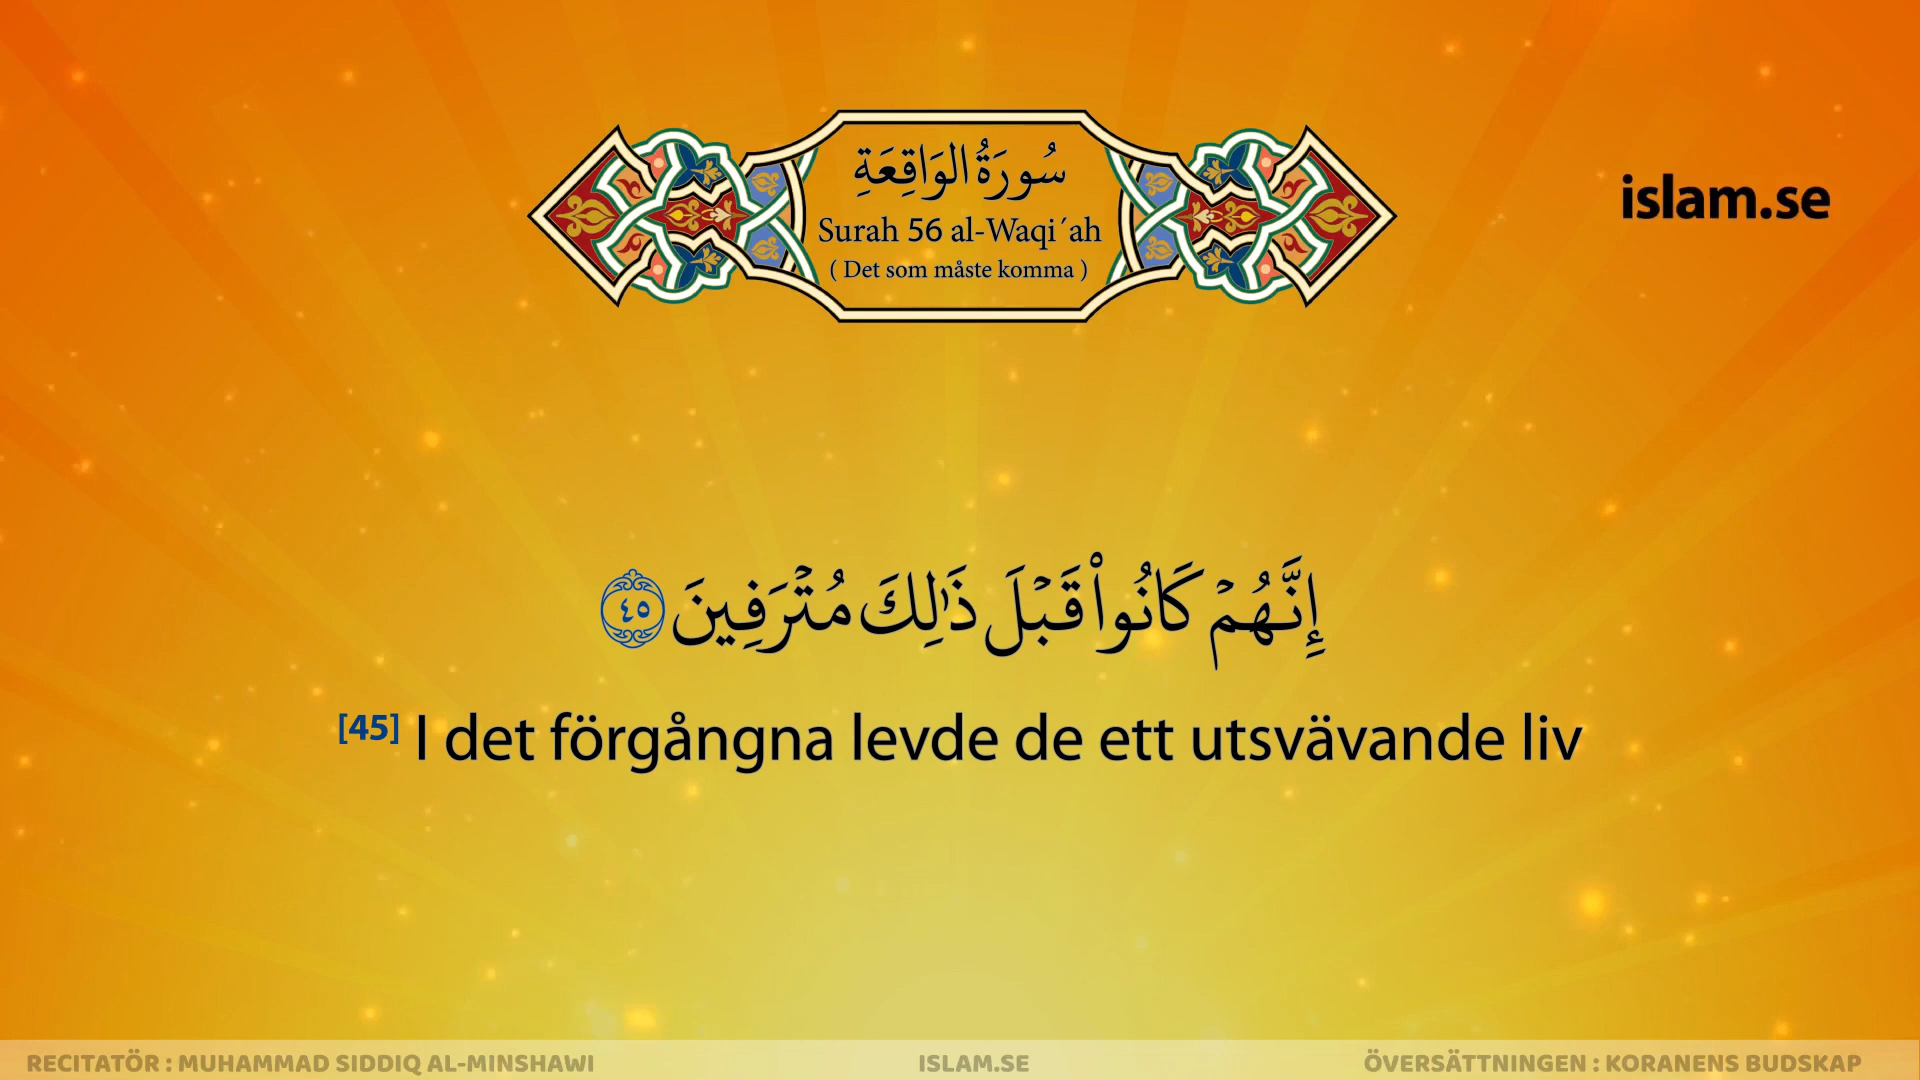 سُورَةُ الوَاقِعَةِ
Surah 56 al-Waqi´ah
( Det som måste komma )
islam.se
إِنَّهُمۡ كَانُواْ قَبۡلَ ذَٰلِكَ مُتۡرَفِينَ ٤٥
[45] I det förgångna levde de ett utsvävande liv
RECITATÖR : MUHAMMAD SIDDIQ AL-MINSHAWI
ISLAM.SE
ÖVERSÄTTNINGEN : KORANENS BUDSKAP